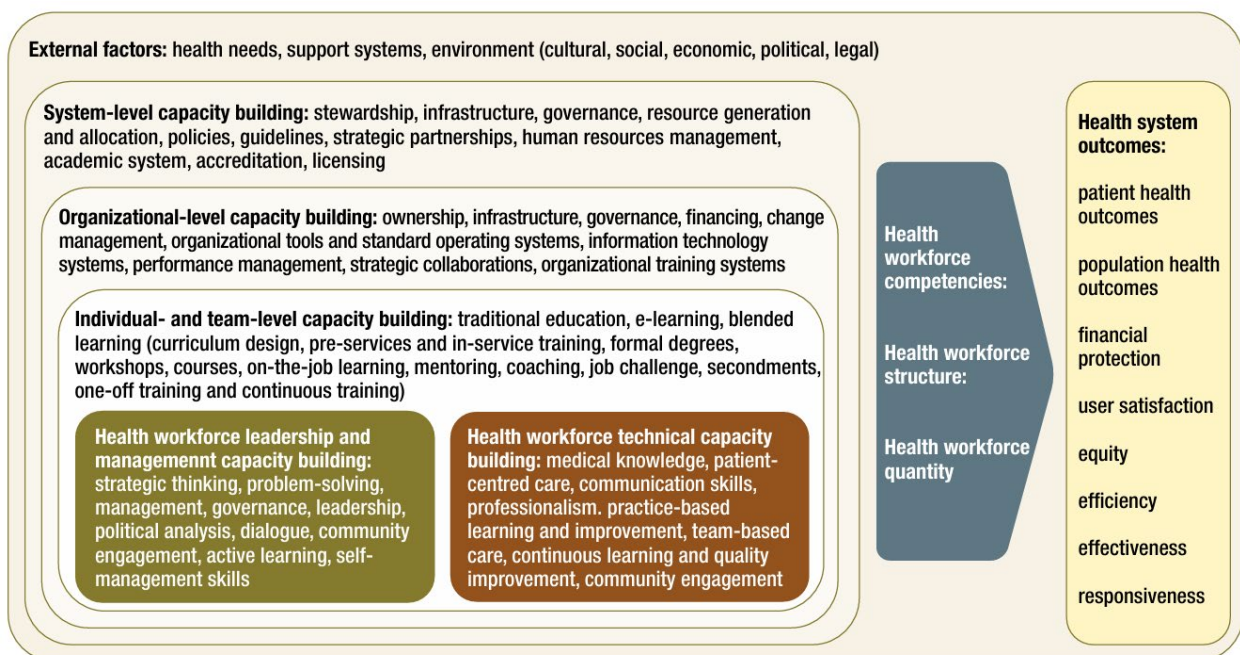 External factors: health needs, support systems, environment (cultural, social, economic, political, legal)
System-level capacity building: stewardship, infrastructure, governance, resource generation
and allocation, policies, guidelines, strategic partnerships, human resources management,
academic system, accreditation, licensing
Organizational-level capacity building: ownership, infrastructure, governance, financing, change
management, organizational tools and standard operating systems, information technology
systems, performance management, strategic collaborations, organizational training systems
Individual- and team-level capacity building: traditional education, e-learning, blended
learning (curriculum design, pre-services and in-service training, formal degrees,
workshops, courses, on-the-job learning, mentoring, coaching, job challenge, secondments,
one-off training and continuous training)
Health workforce leadership and
managemennt capacity building:
strategic thinking, problem-solving,
management, governance, leadership,
political analysis, dialogue, community
engagement, active learning, self-
management skills
Health workforce technical capacity
building: medical knowledge, patient-
centred care, communication skills,
professionalism. practice-based
learning and improvement, team-based
care, continuous learning and quality
improvement, community engagement
Health
workforce
competencies:
Health workforce
structure:
Health workforce
quantity
Health system
outcomes:
patient health
outcomes
population health
outcomes
financial
protection
user satisfaction
equity
efficiency
effectiveness
responsiveness